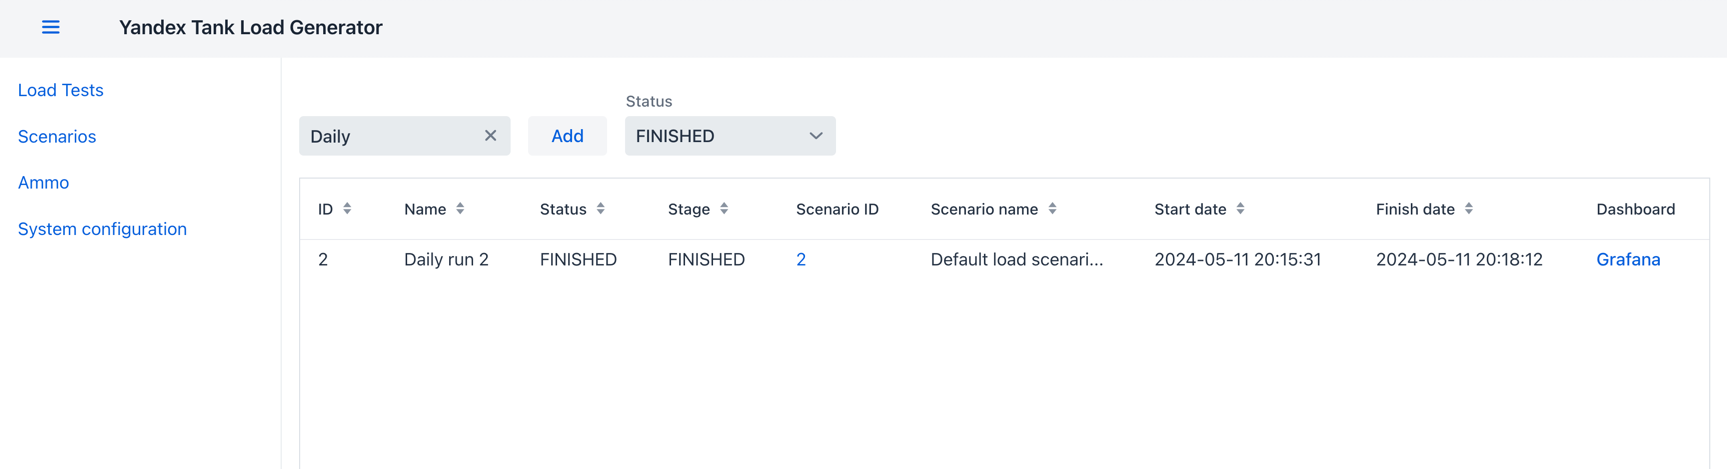 Yandex Tank Load Generator
Load Tests
Scenarios
Ammo
System configuration
Status
Daily Add FINISHED
ID Name Status Stage Scenario ID Scenario name Start date Finish date Dashboard
2 Daily run 2 FINISHED FINISHED 2 Default load scenari... 2024-05-11 20:15:31 2024-05-11 20:18:12 Grafana